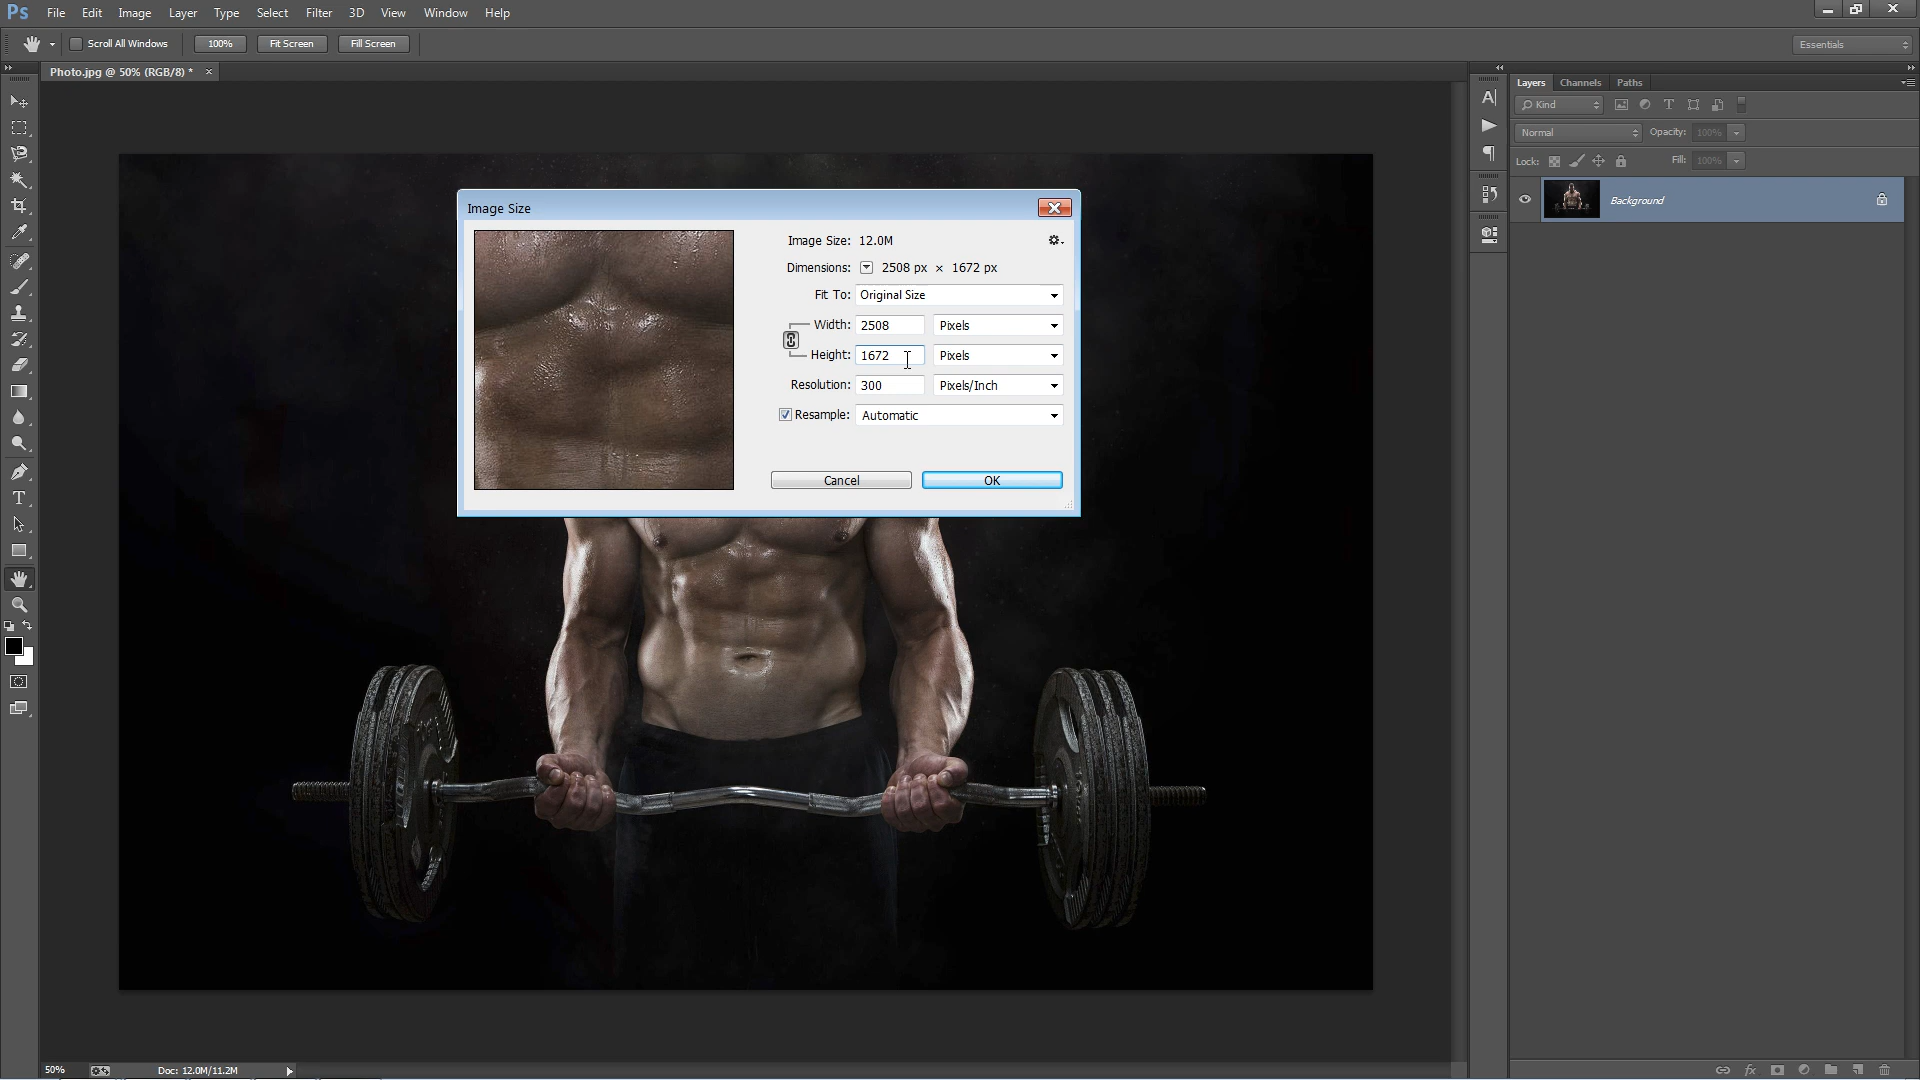 Ps File Edit Image Layer Type Select Filter 3D View Window Help
Scroll All Windows 100% Fit Screen Fill Screen Essentials
Photo.jpg @ 50% (RGB/8) * ×
Layers Channels Paths
Kind
Normal Opacity: 100%
Lock: Fill: 100%
Background
Image Size
Image Size: 12.0M
Dimensions: 2508 px × 1672 px
Fit To: Original Size
Width: 2508 Pixels
Height: 1672 Pixels
Resolution: 300 Pixels/Inch
Resample: Automatic
Cancel OK
50% Doc: 12.0M/11.2M